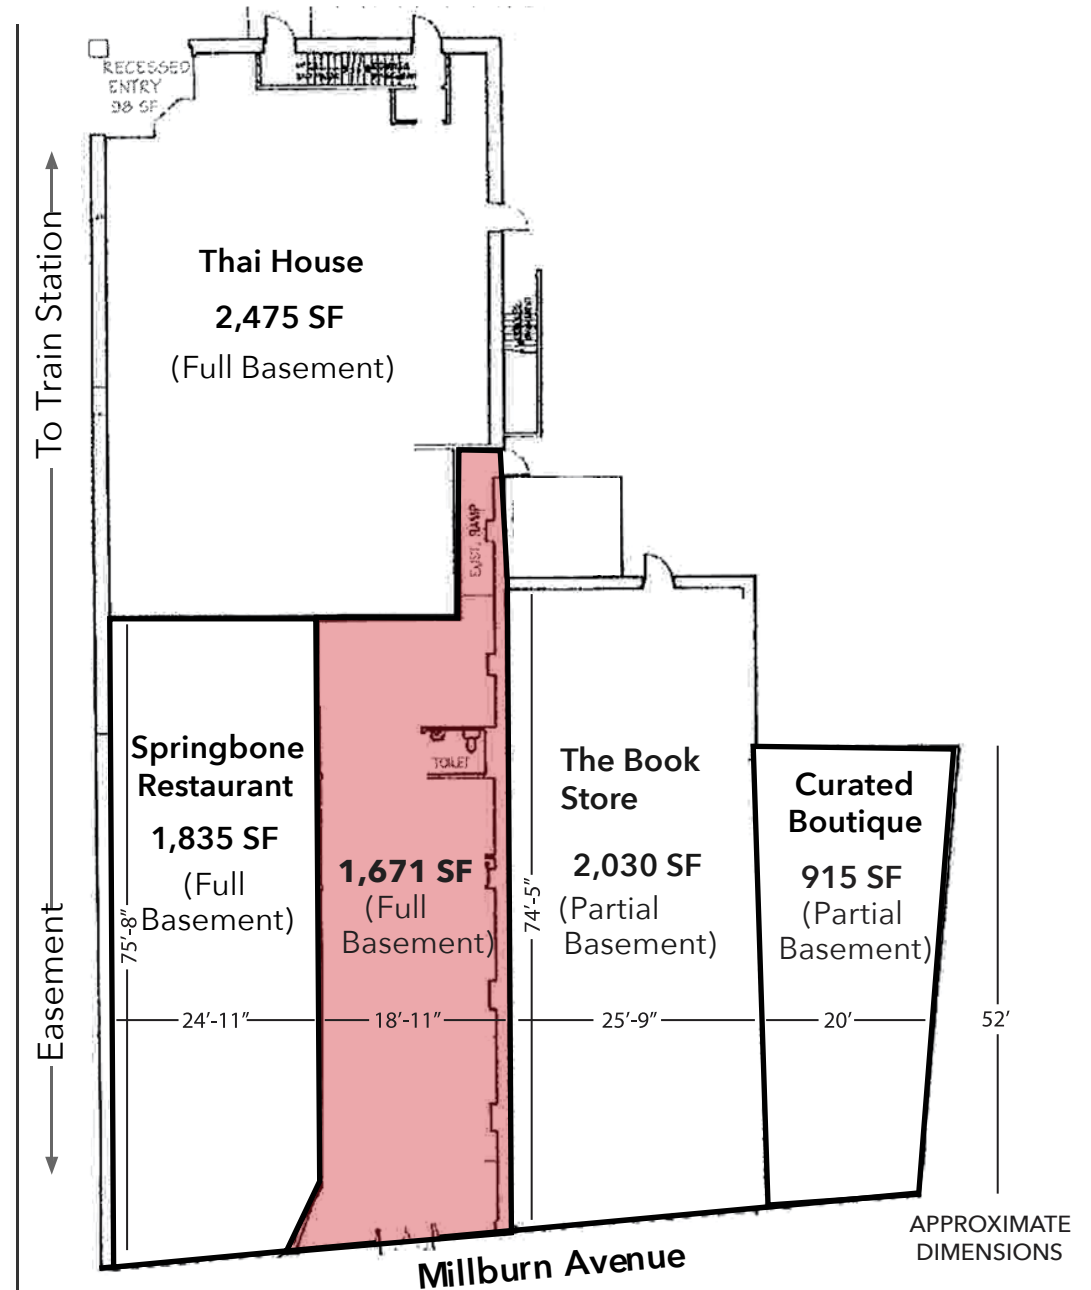 RECESSED
ENTRY
98 SF
To Train Station
Easement
Thai House
2,475 SF
(Full Basement)
EXIST. RAMP
Springbone
Restaurant
1,835 SF
(Full
Basement)
75'-8"
24'-11"
TOILET
1,671 SF
(Full
Basement)
18'-11"
The Book
Store
2,030 SF
(Partial
Basement)
74'-5"
25'-9"
Curated
Boutique
915 SF
(Partial
Basement)
20'
52'
APPROXIMATE
DIMENSIONS
Millburn Avenue